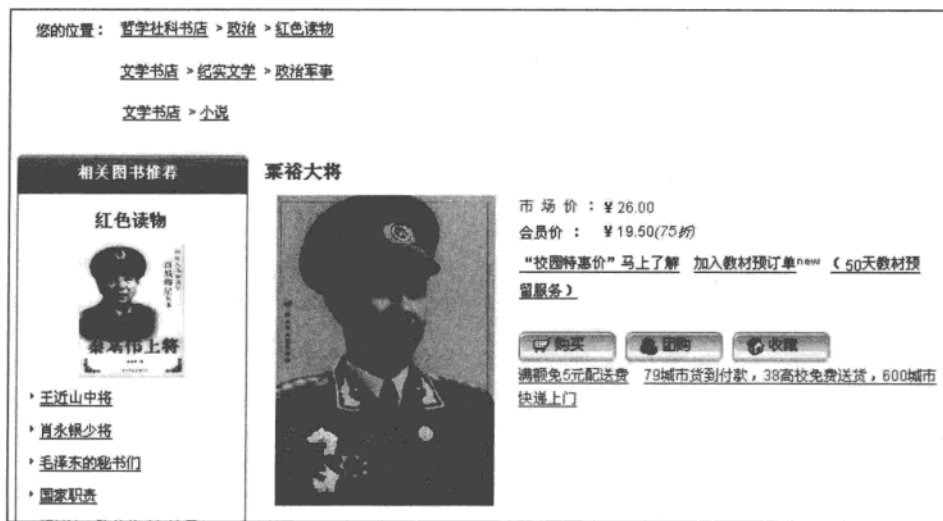 您的位置： 哲学社科书店 > 政治 > 红色读物
文学书店 > 纪实文学 > 政治军事
文学书店 > 小说
相关图书推荐
红色读物
秦基伟上将
王近山中将
肖永银少将
毛泽东的秘书们
国家职责
粟裕大将
市 场 价 ： ¥ 26.00
会员价 ： ¥ 19.50(75折)
“校园特惠价”马上了解 加入教材预订单new （50天教材预
留服务）
购买 团购 收藏
满额免5元配送费 79城市货到付款，38高校免费送货，600城市
快递上门